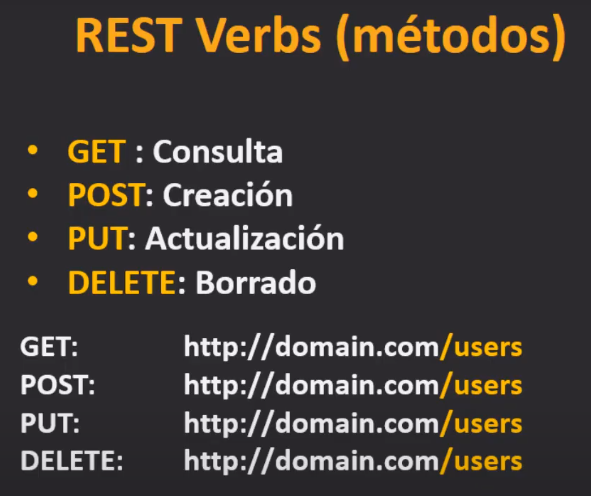 REST Verbs (métodos)
• GET : Consulta
• POST: Creación
• PUT: Actualización
• DELETE: Borrado
GET: http://domain.com/users
POST: http://domain.com/users
PUT: http://domain.com/users
DELETE: http://domain.com/users